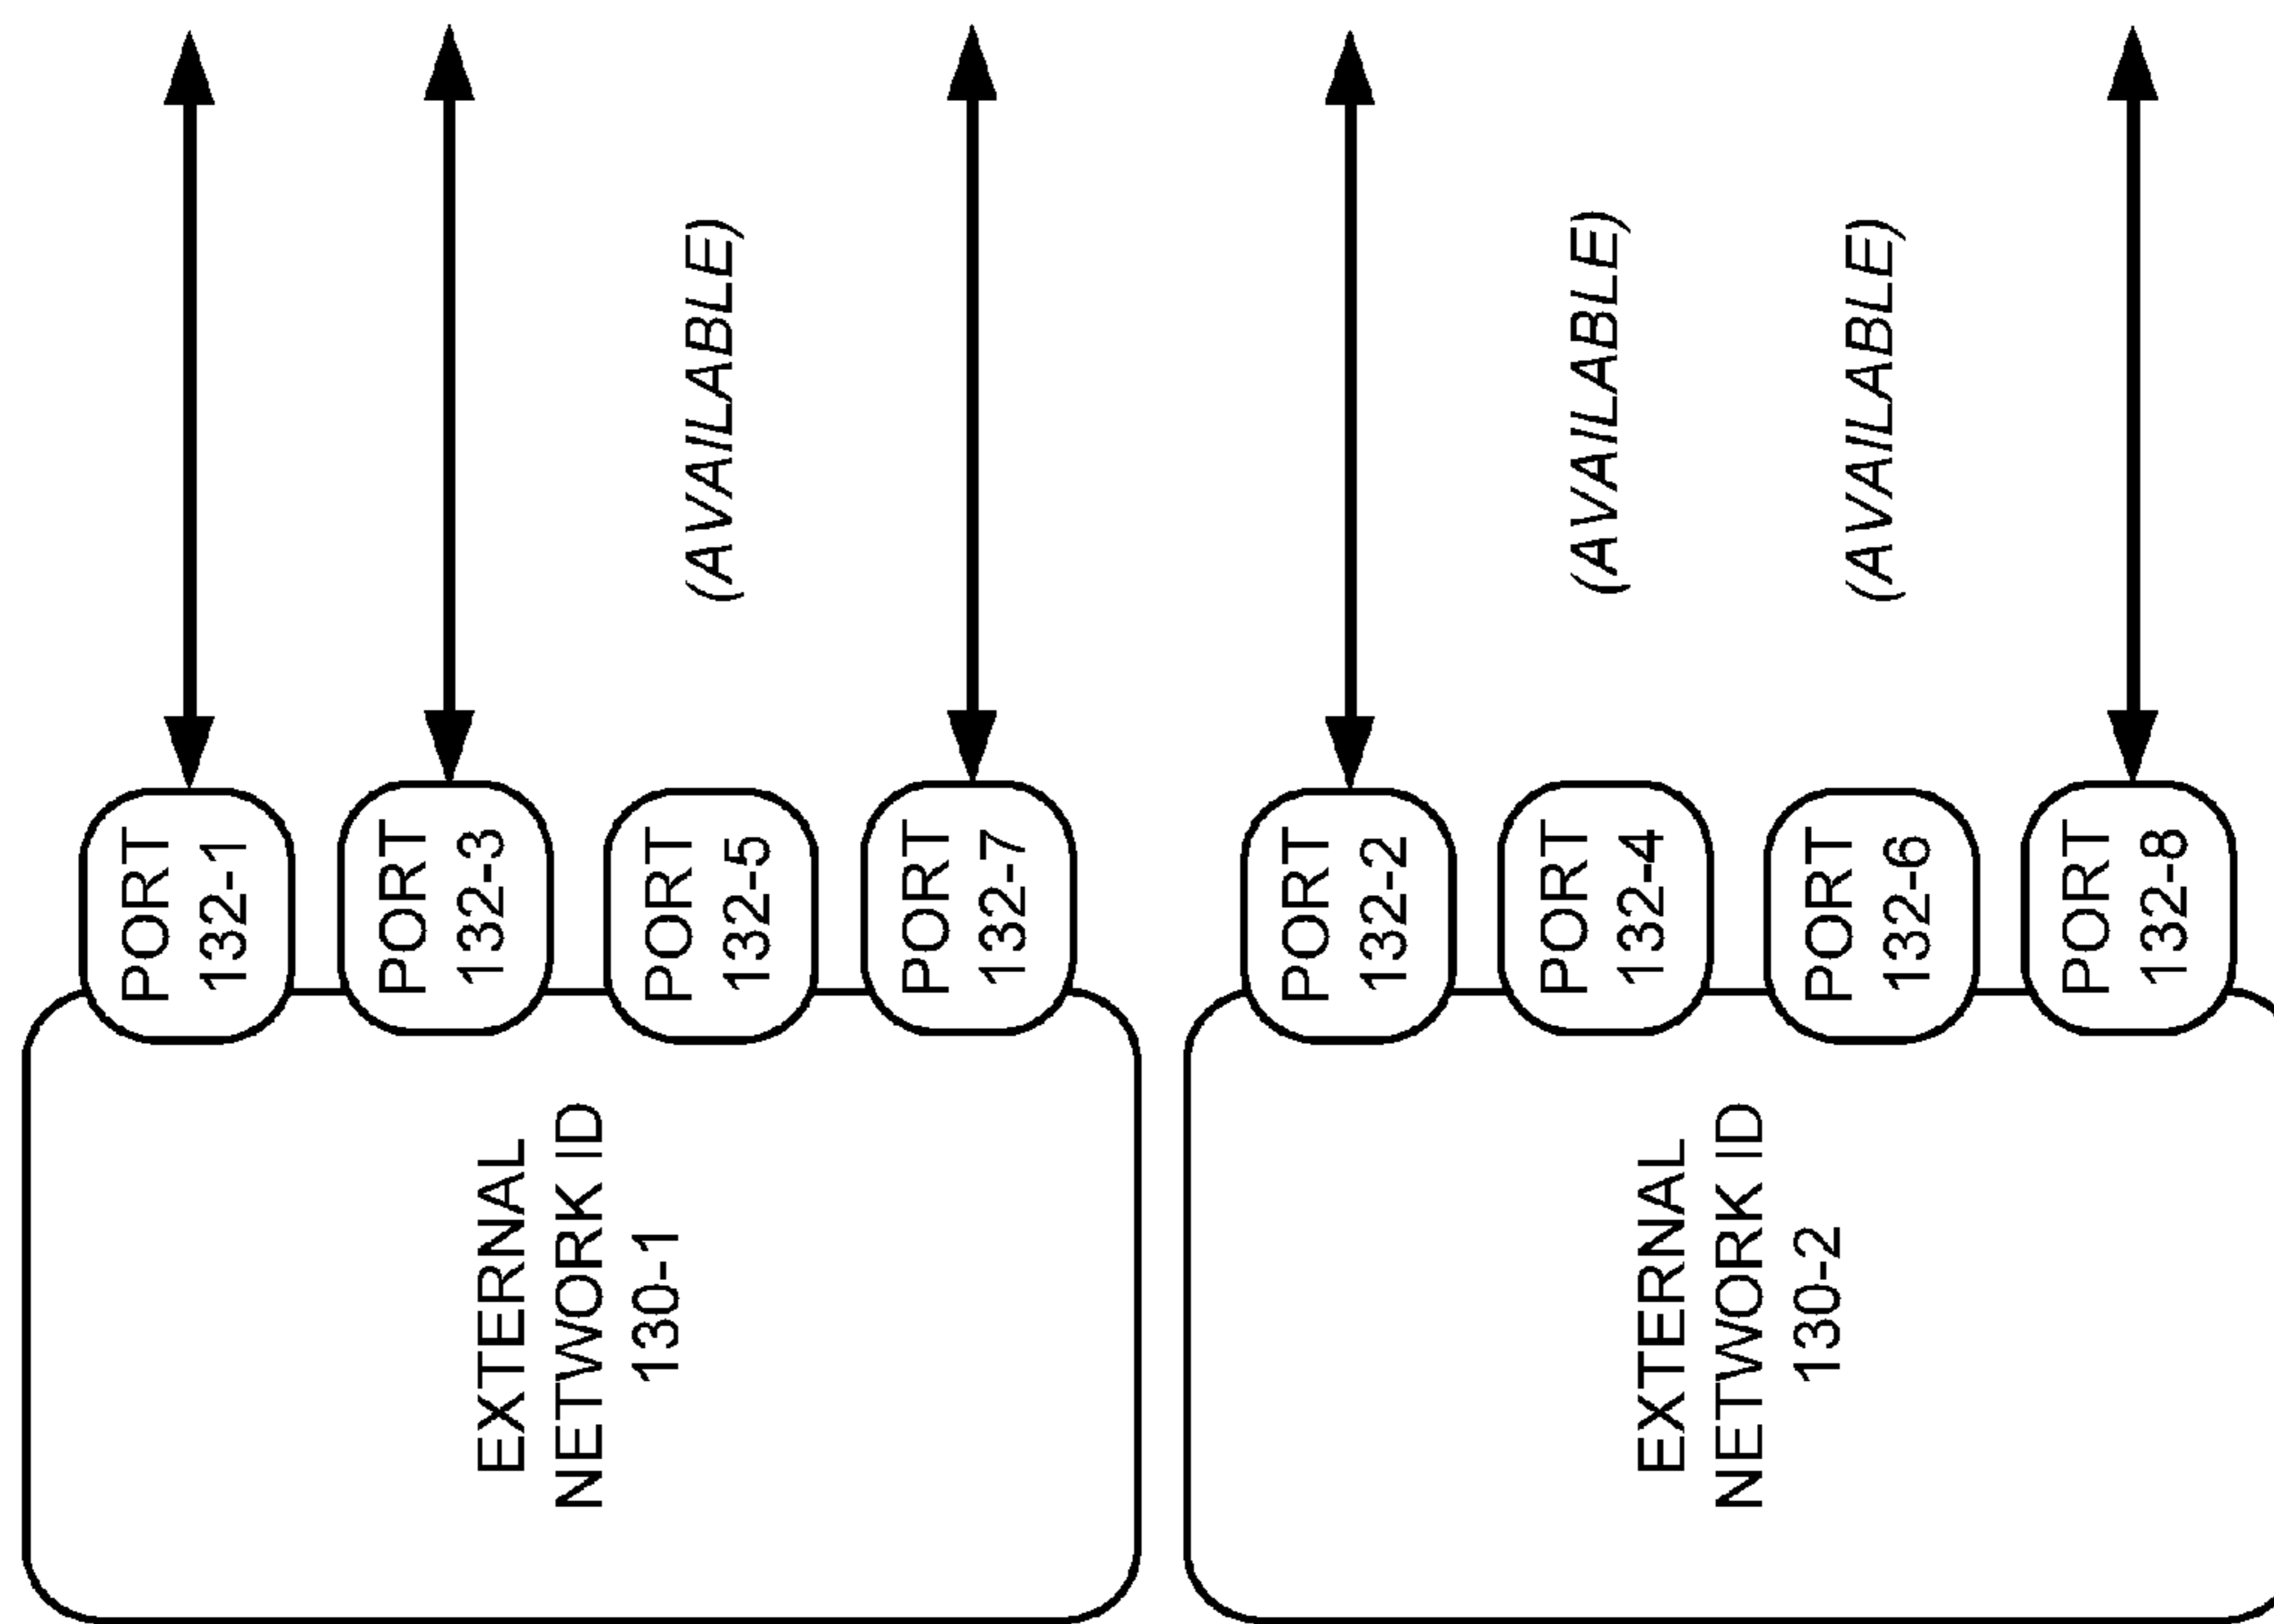 PORT
132-1
PORT
132-3
(AVAILABLE)
PORT
132-5
PORT
132-7
EXTERNAL
NETWORK ID
130-1
PORT
132-2
(AVAILABLE)
PORT
132-4
(AVAILABLE)
PORT
132-6
PORT
132-8
EXTERNAL
NETWORK ID
130-2